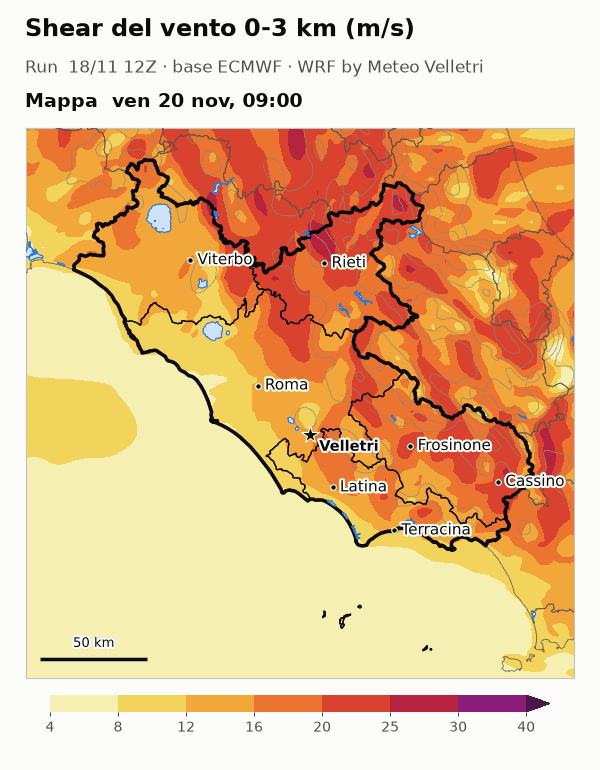 Shear del vento 0-3 km (m/s)
Run  18/11 12Z · base ECMWF · WRF by Meteo Velletri
Mappa  ven 20 nov, 09:00
Viterbo
Rieti
Roma
Velletri
Frosinone
Cassino
Latina
Terracina
50 km
4 8 12 16 20 25 30 40